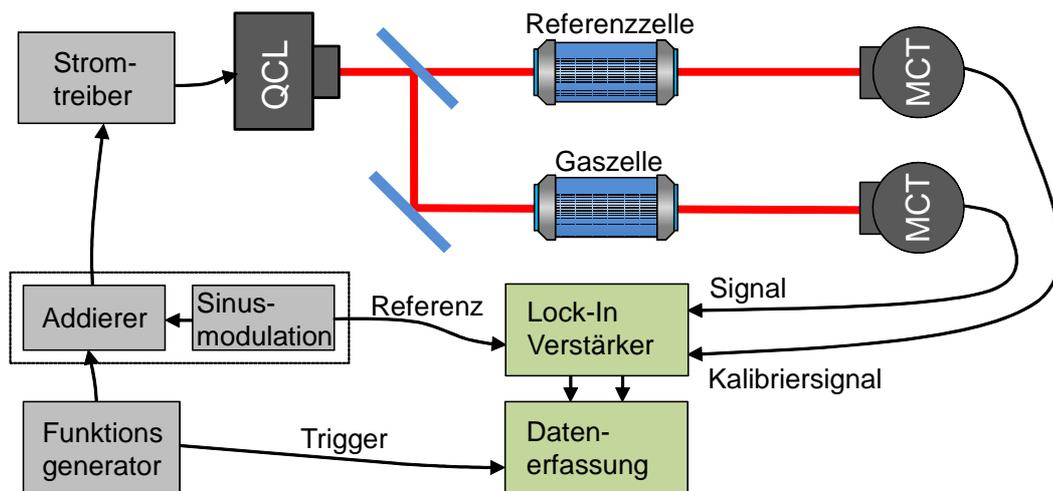 Referenzzelle
Strom-
treiber
QCL
MCT
Gaszelle
MCT
Addierer
Sinus-
modulation
Referenz
Lock-In
Verstärker
Signal
Kalibriersignal
Funktions
generator
Trigger
Daten-
erfassung